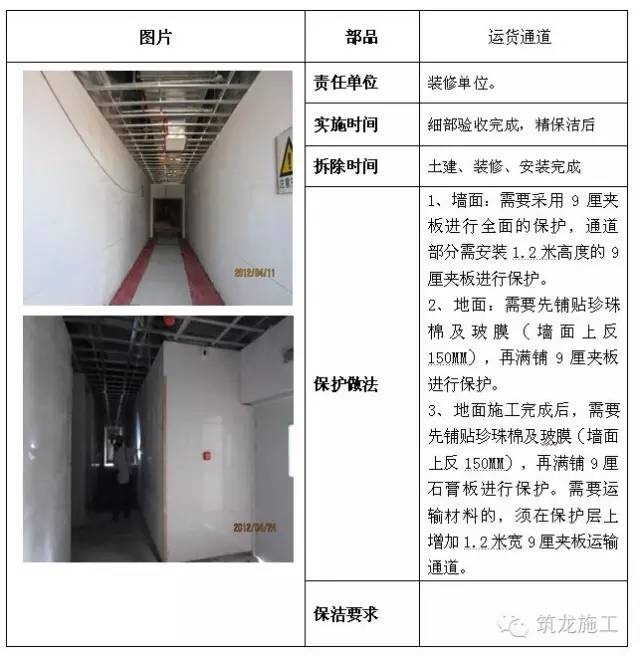 图片
部品
运货通道
责任单位
装修单位。
实施时间
细部验收完成，精保洁后
拆除时间
土建、装修、安装完成
保护做法
1、墙面：需要采用 9 厘夹
板进行全面的保护，通道
部分需安装 1.2米高度的 9
厘夹板进行保护。
2、地面：需要先铺贴珍珠
棉及玻膜（墙面上反
150MM），再满铺 9 厘夹板
进行保护。
3、地面施工完成后，需要
先铺贴珍珠棉及玻膜（墙面
上反150MM），再满铺 9 厘
石膏板进行保护。需要运
输材料的，须在保护层上
增加 1.2米宽 9厘夹板运输
通道。
保洁要求
2012/04/11
2012/04/24
筑龙施工